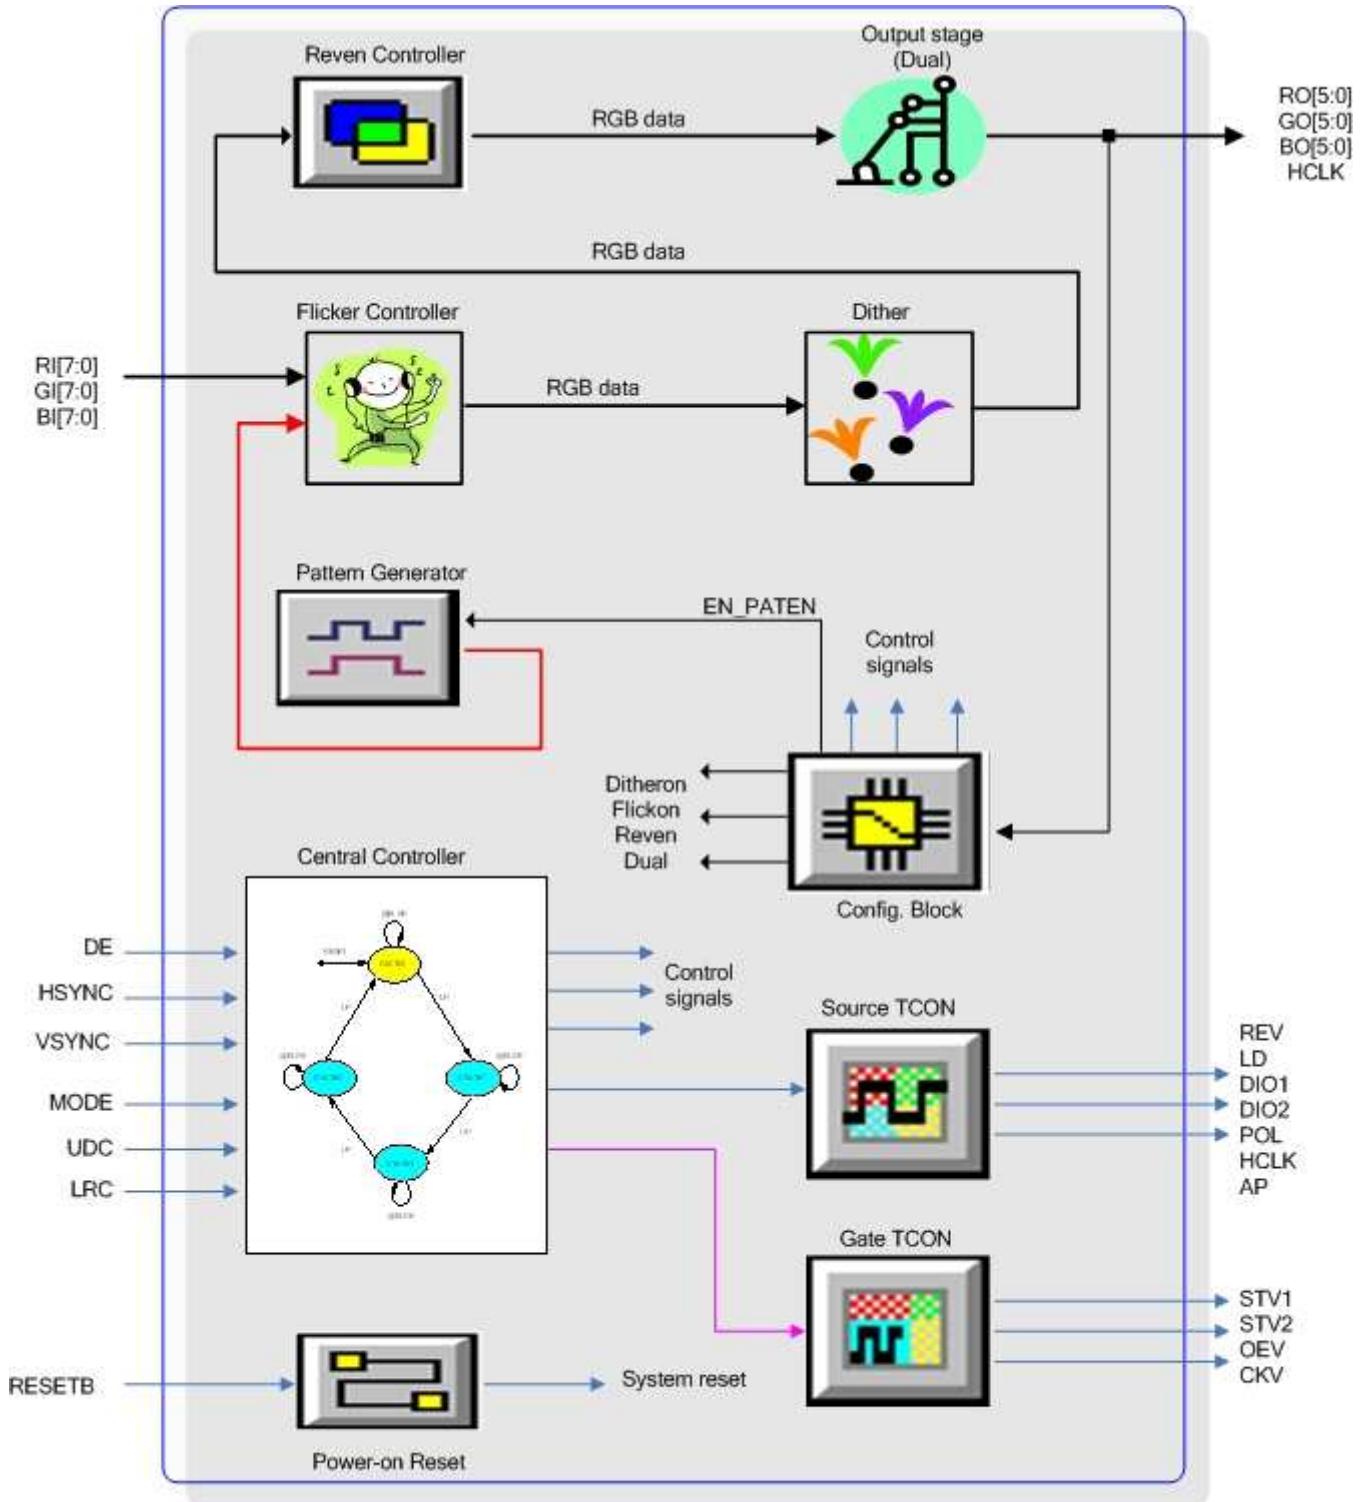 Reven Controller
Output stage
(Dual)
RGB data
RO[5:0]
GO[5:0]
BO[5:0]
HCLK
RGB data
Flicker Controller
Dither
RI[7:0]
GI[7:0]
BI[7:0]
RGB data
Pattern Generator
EN_PATEN
Control
signals
Ditheron
Flickon
Reven
Dual
Config. Block
Central Controller
DE
HSYNC
VSYNC
MODE
UDC
LRC
Control
signals
Source TCON
REV
LD
DIO1
DIO2
POL
HCLK
AP
Gate TCON
STV1
STV2
OEV
CKV
RESETB
System reset
Power-on Reset